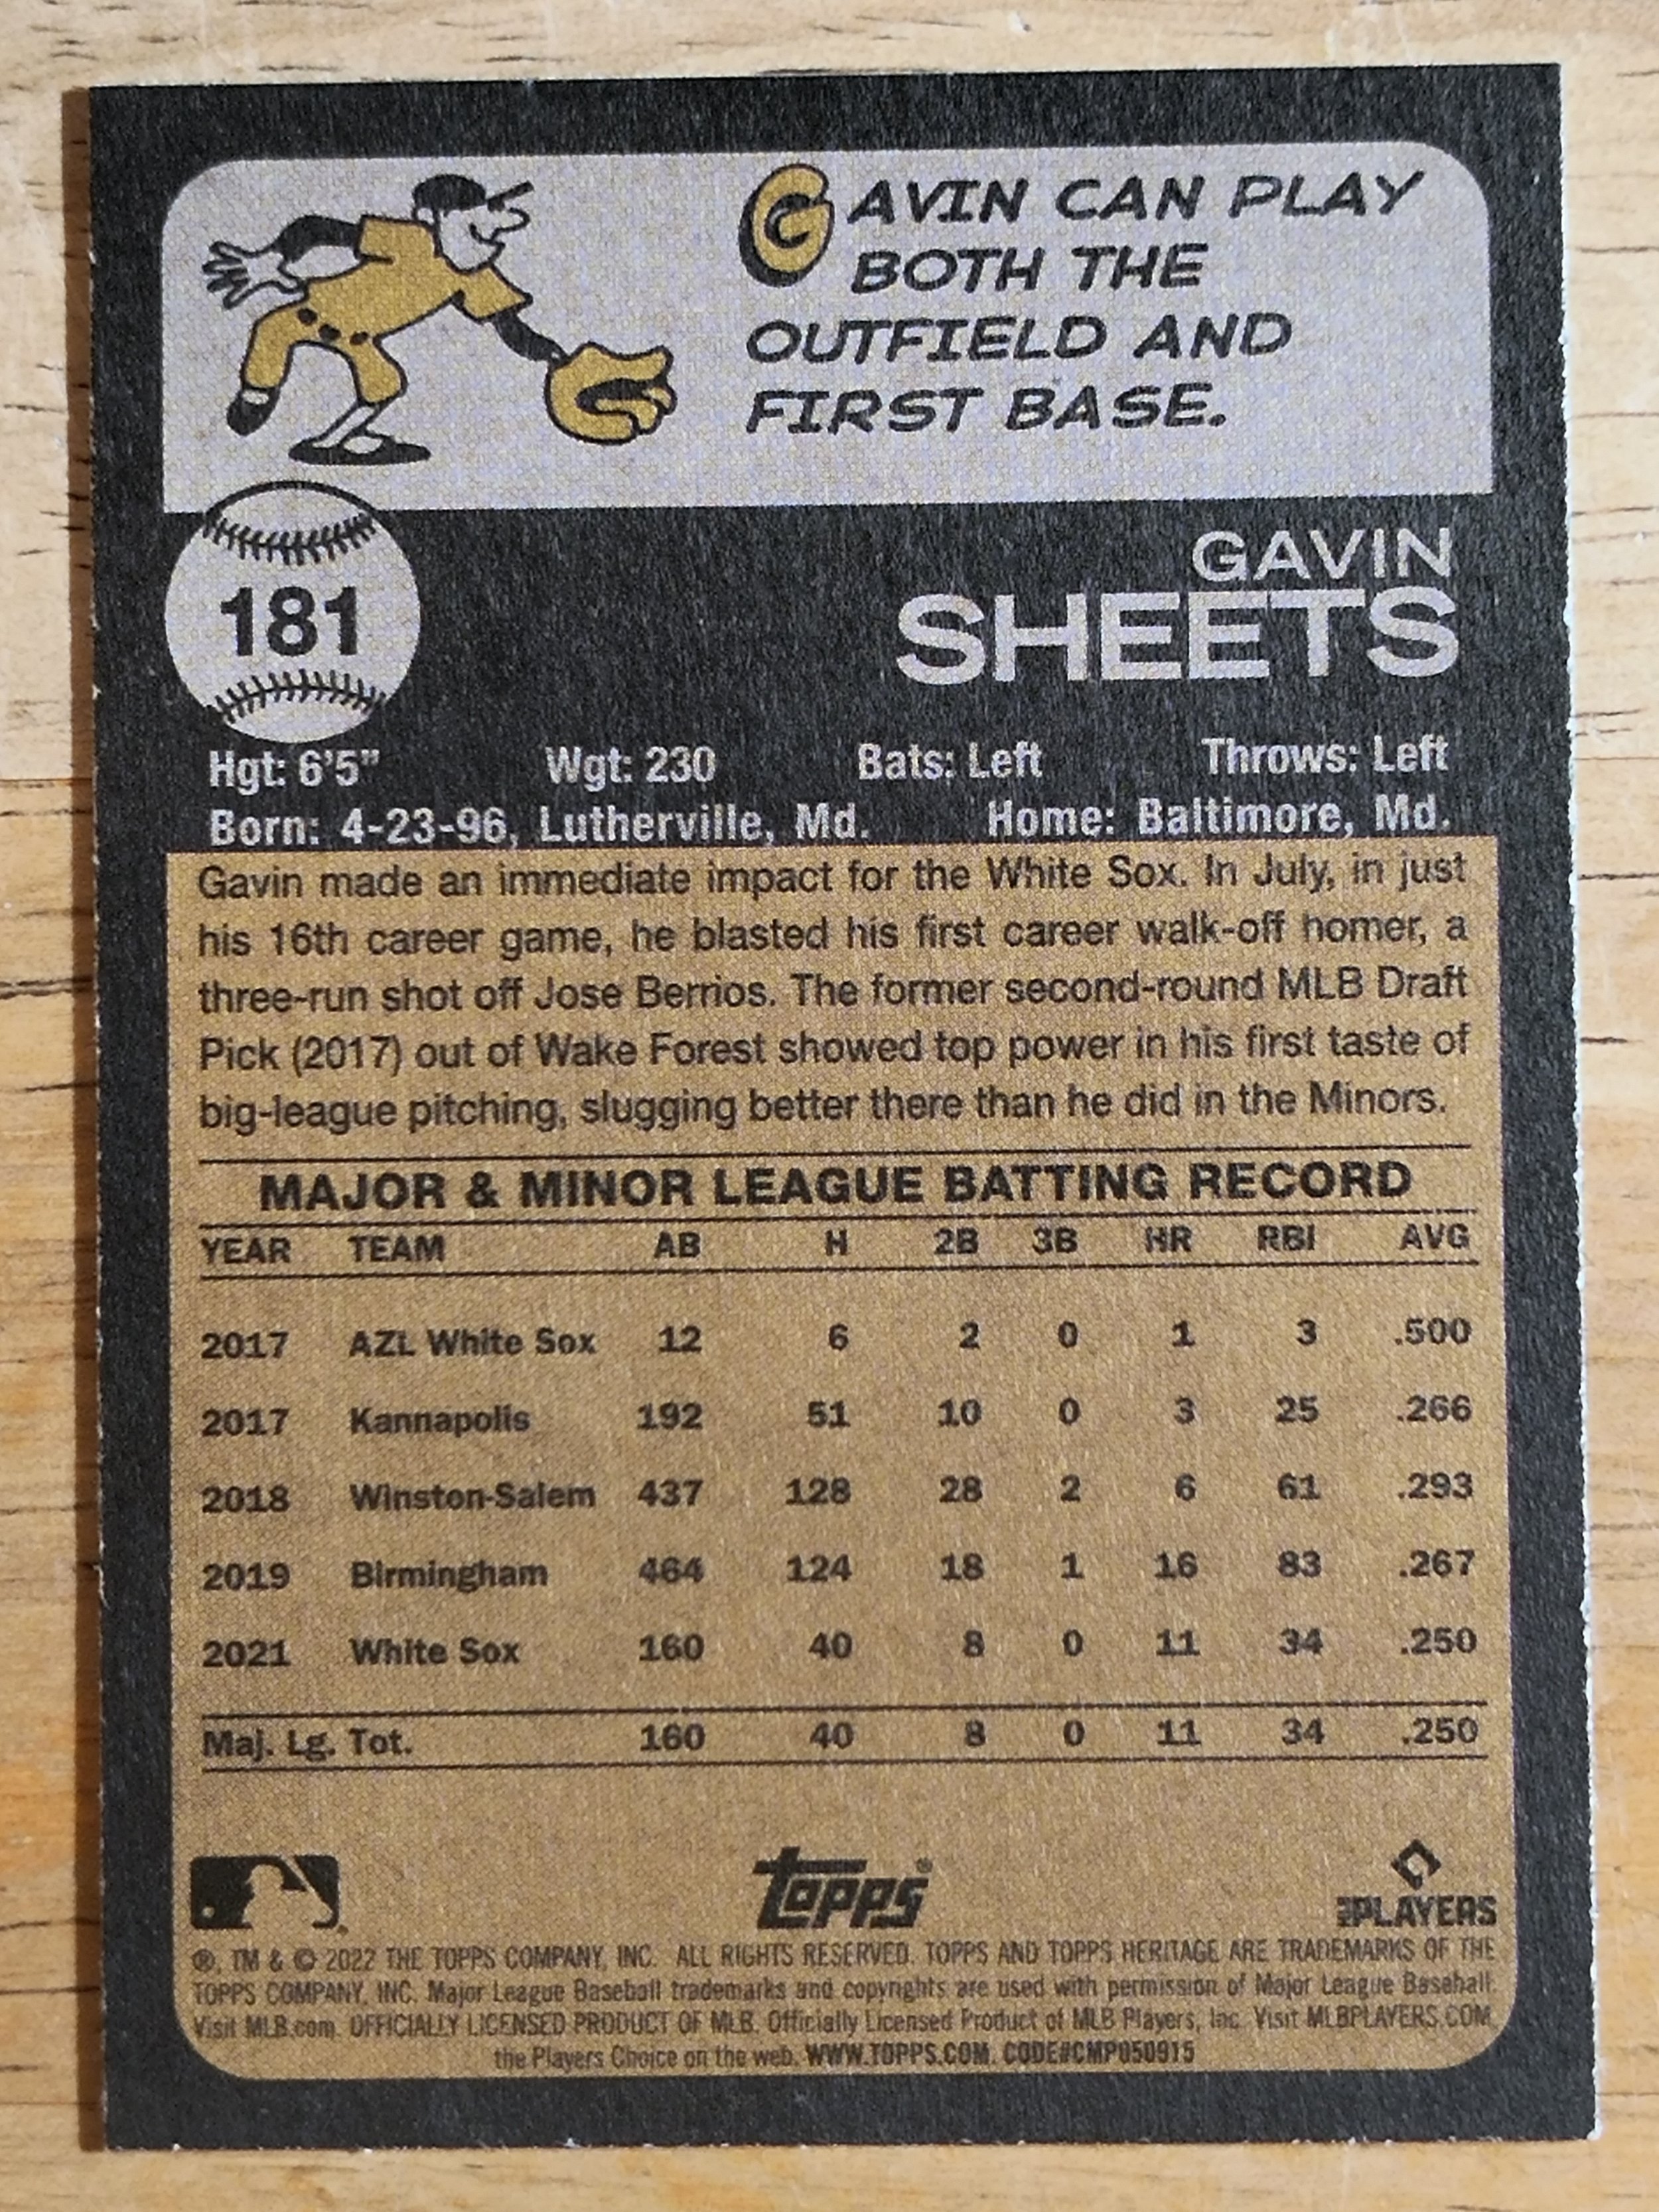 GAVIN CAN PLAY
BOTH THE
OUTFIELD AND
FIRST BASE.
181
GAVIN
SHEETS
Hgt: 6'5" Wgt: 230 Bats: Left Throws: Left
Born: 4-23-96, Lutherville, Md. Home: Baltimore, Md.
Gavin made an immediate impact for the White Sox. In July, in just
his 16th career game, he blasted his first career walk-off homer, a
three-run shot off Jose Berrios. The former second-round MLB Draft
Pick (2017) out of Wake Forest showed top power in his first taste of
big-league pitching, slugging better there than he did in the Minors.
MAJOR & MINOR LEAGUE BATTING RECORD
YEAR TEAM AB H 2B 3B HR RBI AVG
2017 AZL White Sox 12 6 2 0 1 3 .500
2017 Kannapolis 192 51 10 0 3 25 .266
2018 Winston-Salem 437 128 28 2 6 61 .293
2019 Birmingham 464 124 18 1 16 83 .267
2021 White Sox 160 40 8 0 11 34 .250
Maj. Lg. Tot. 160 40 8 0 11 34 .250
Topps®
MLB PLAYERS
®, TM & © 2022 THE TOPPS COMPANY, INC. ALL RIGHTS RESERVED. TOPPS AND TOPPS HERITAGE ARE TRADEMARKS OF THE
TOPPS COMPANY, INC. Major League Baseball trademarks and copyrights are used with permission of Major League Baseball.
Visit MLB.com. OFFICIALLY LICENSED PRODUCT OF MLB. Officially Licensed Product of MLB Players, Inc. Visit MLBPLAYERS.COM,
the Players Choice on the web. WWW.TOPPS.COM. CODE#CMP050915